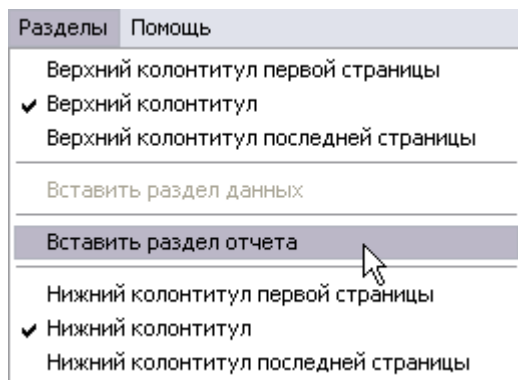 Разделы Помощь
Верхний колонтитул первой страницы
Верхний колонтитул
Верхний колонтитул последней страницы
Вставить раздел данных
Вставить раздел отчета
Нижний колонтитул первой страницы
Нижний колонтитул
Нижний колонтитул последней страницы